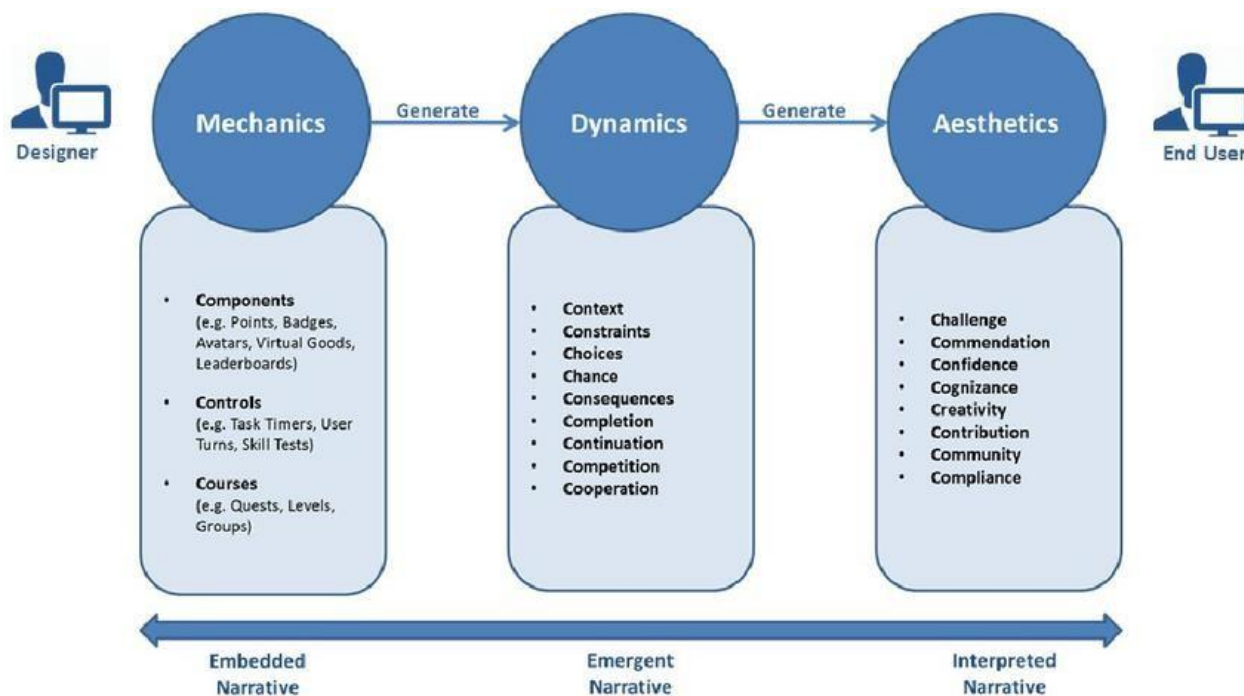 Designer
Mechanics
Generate
Dynamics
Generate
Aesthetics
End User
• Components
(e.g. Points, Badges,
Avatars, Virtual Goods,
Leaderboards)
• Controls
(e.g. Task Timers, User
Turns, Skill Tests)
• Courses
(e.g. Quests, Levels,
Groups)
• Context
• Constraints
• Choices
• Chance
• Consequences
• Completion
• Continuation
• Competition
• Cooperation
• Challenge
• Commendation
• Confidence
• Cognizance
• Creativity
• Contribution
• Community
• Compliance
Embedded
Narrative
Emergent
Narrative
Interpreted
Narrative